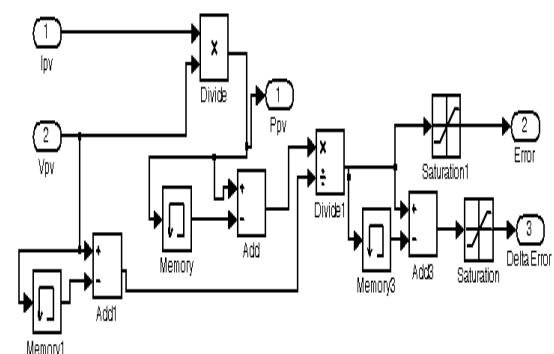 1
Ipv
×
Divide
1
Ppv
2
Vpv
+
-
Add
Memory
×
÷
Divide1
Saturation1
2
Error
+
-
Add1
Memory1
Memory3
+
-
Add3
Saturation
3
Delta Error